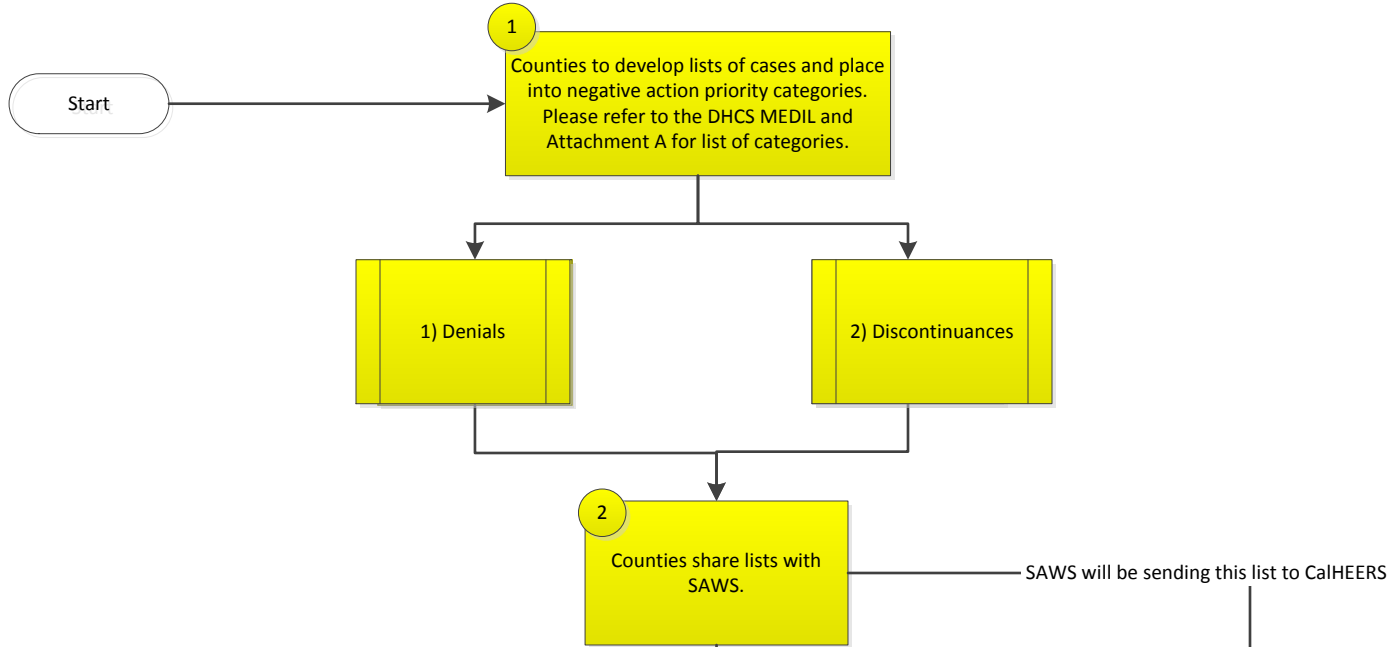 1
Counties to develop lists of cases and place
into negative action priority categories.
Please refer to the DHCS MEDIL and
Attachment A for list of categories.
Start
1) Denials
2) Discontinuances
2
Counties share lists with
SAWS.
SAWS will be sending this list to CalHEERS